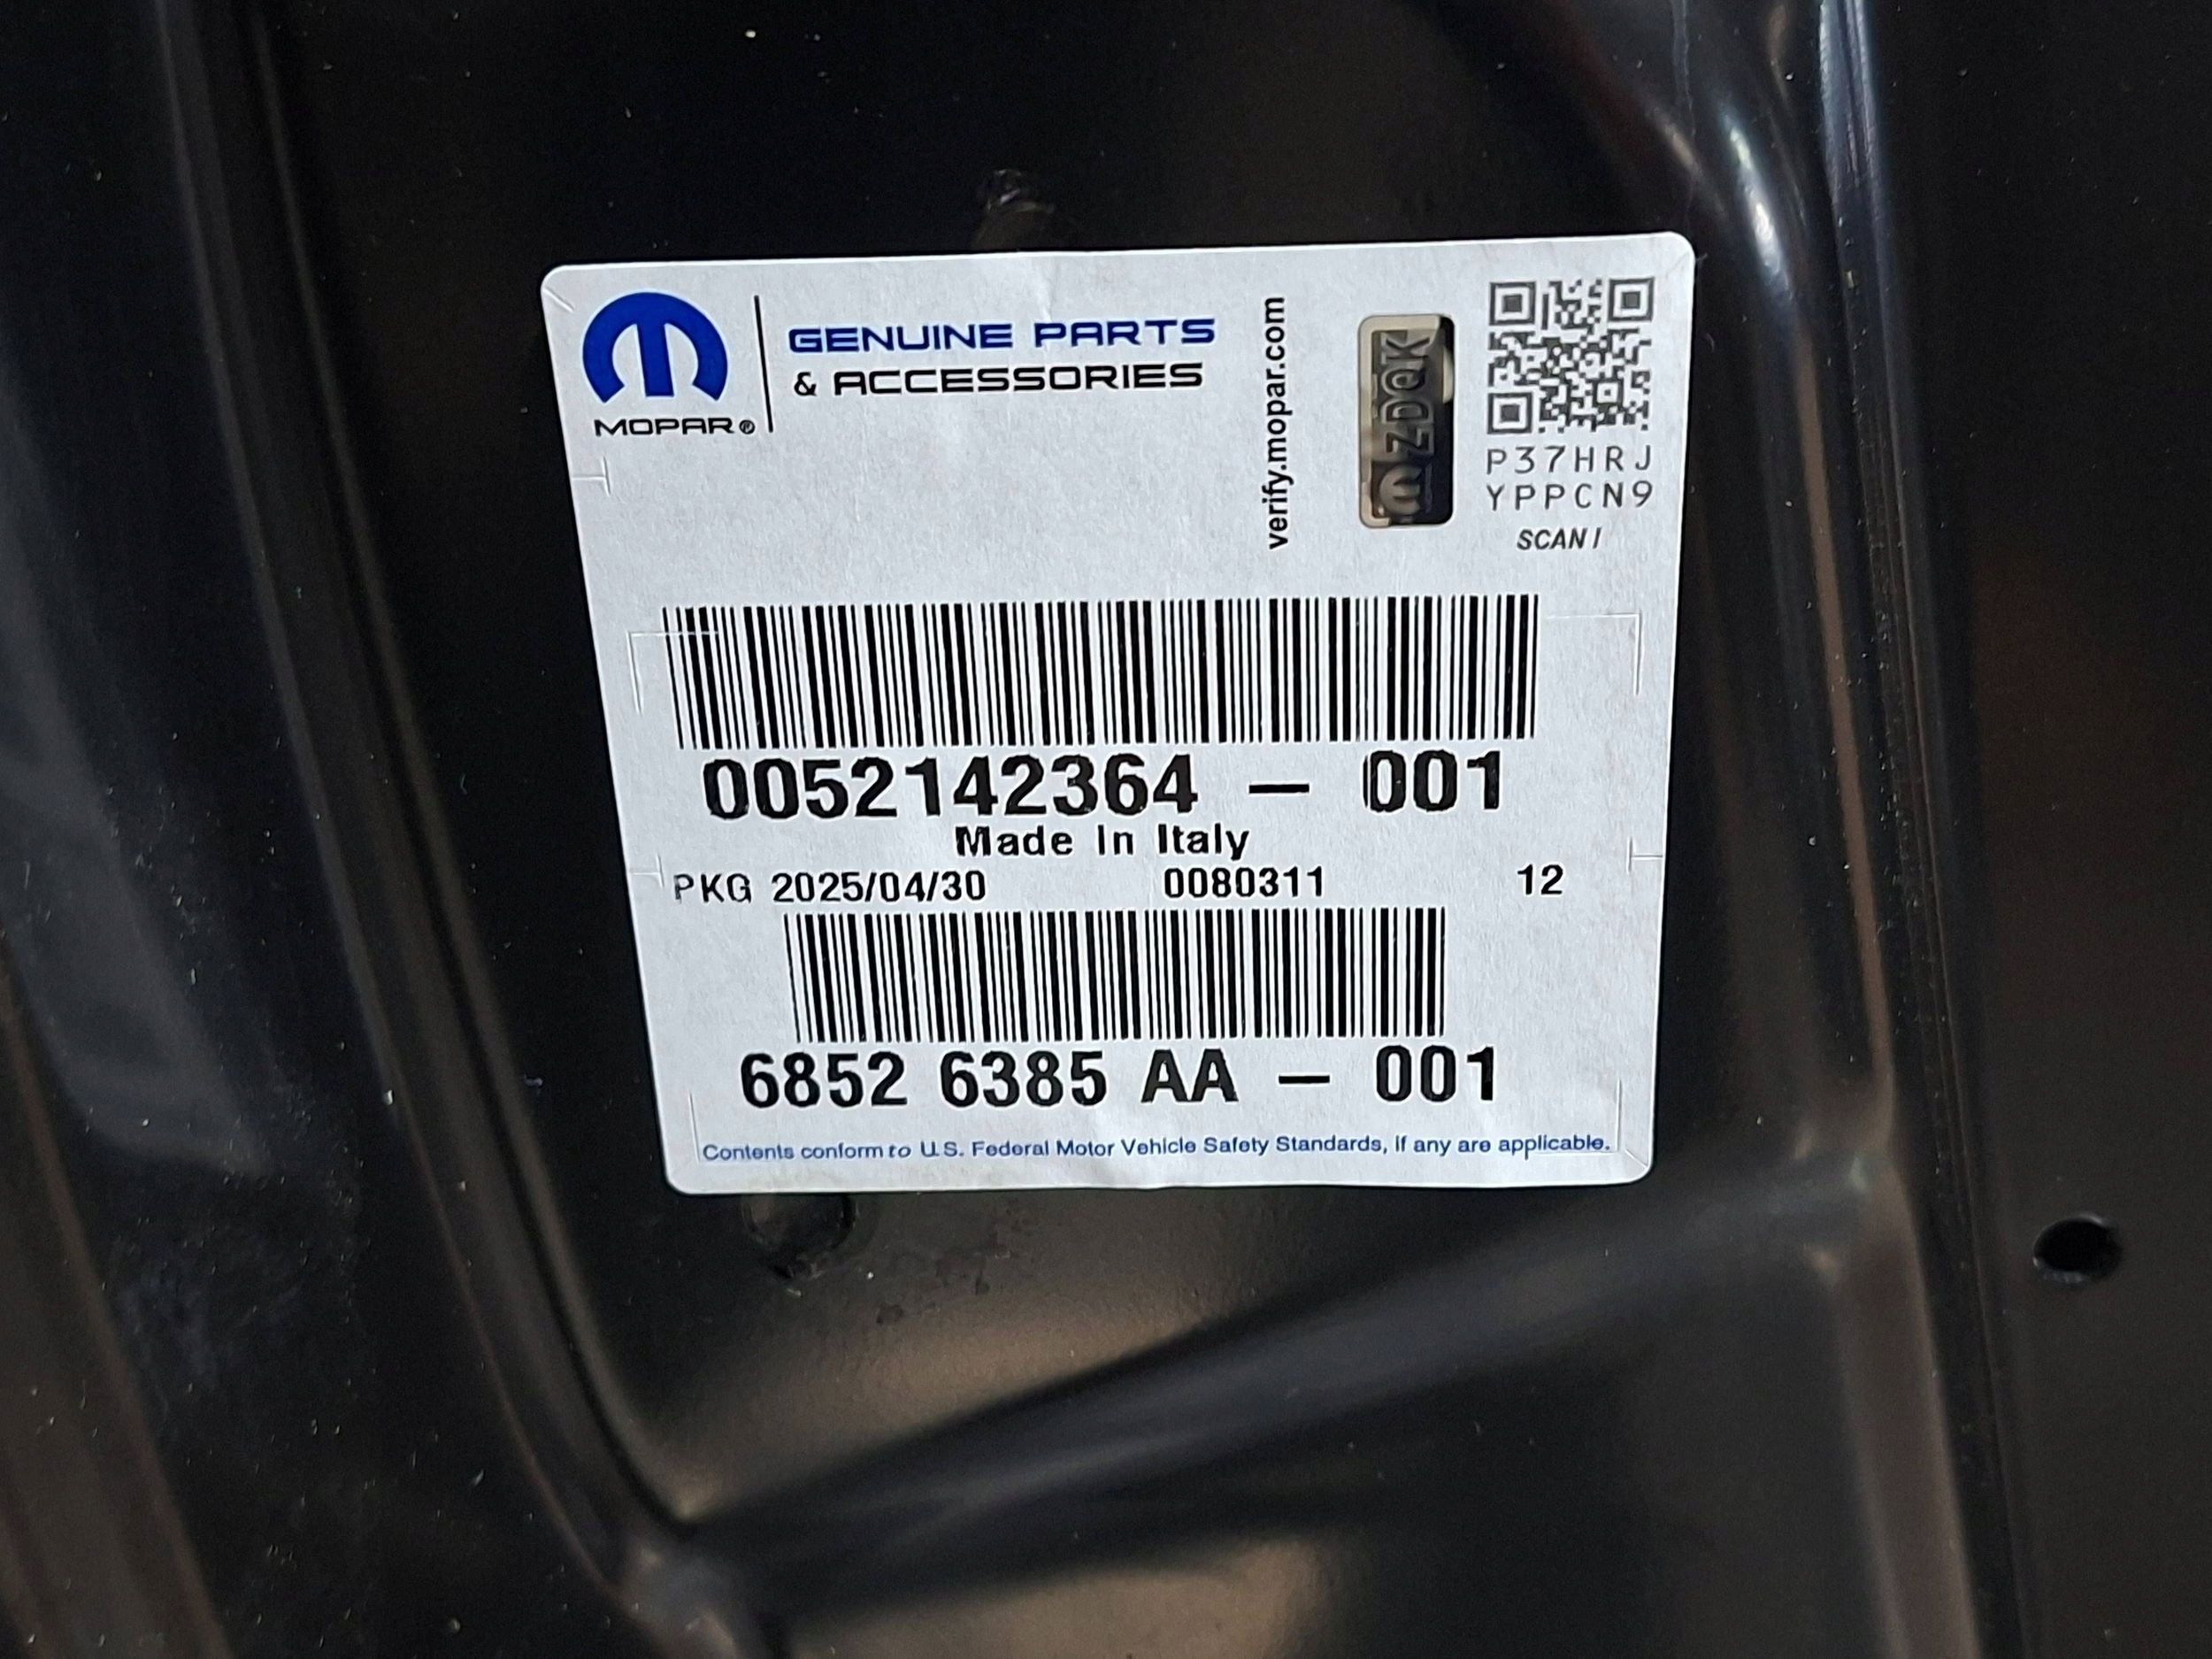 GENUINE PARTS
& ACCESSORIES
MOPAR®
verify.mopar.com
ZDQK
P37HRJ
YPPCN9
SCAN
0052142364 – 001
Made In Italy
PKG 2025/04/30 0080311 12
6852 6385 AA – 001
Contents conform to U.S. Federal Motor Vehicle Safety Standards, if any are applicable.